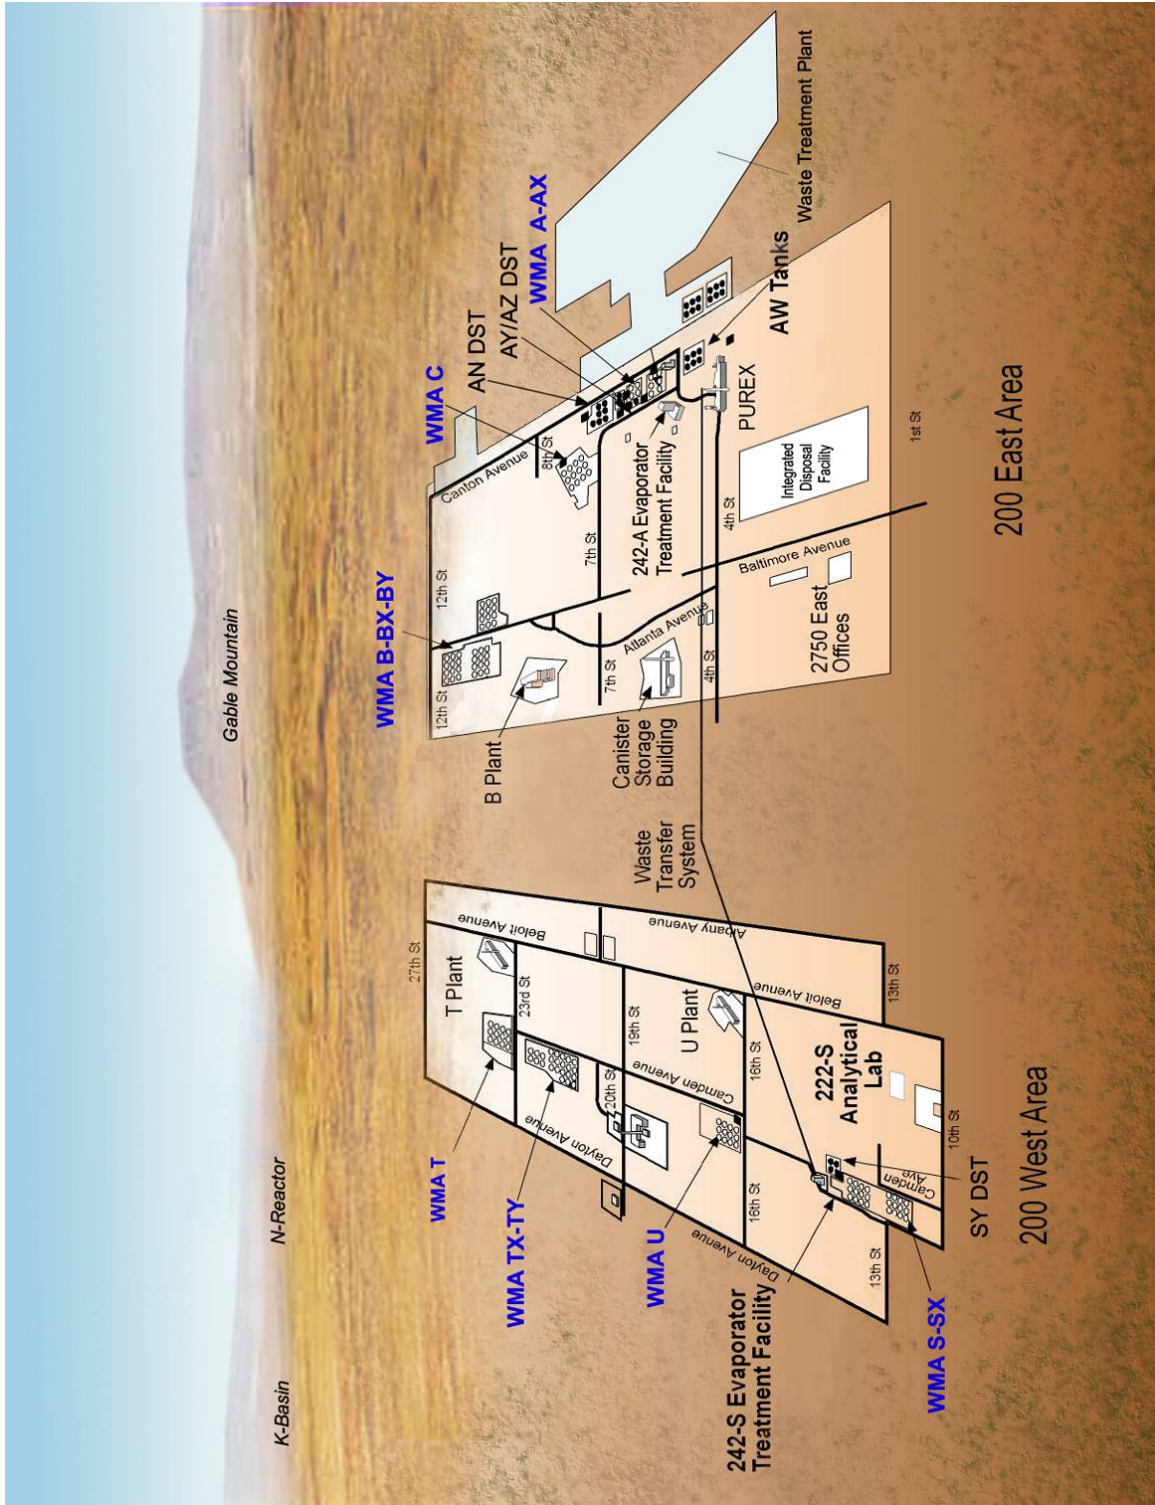 Gable Mountain
K-Basin
N-Reactor
WMA B-BX-BY
WMA C
AN DST
AY/AZ DST
WMA A-AX
Waste Treatment Plant
12th St
12th St
Canton Avenue
8th St
B Plant
7th St
7th St
242-A Evaporator
Treatment Facility
AW Tanks
PUREX
Canister
Storage
Building
Atlanta Avenue
4th St
4th St
Integrated
Disposal
Facility
Baltimore Avenue
2750 East
Offices
1st St
200 East Area
Waste
Transfer
System
27th St
Beloit Avenue
T Plant
WMA T
23rd St
WMA TX-TY
Dayton Avenue
20th St
19th St
Albany Avenue
Camden Avenue
U Plant
WMA U
16th St
16th St
Beloit Avenue
Dayton Avenue
13th St
13th St
222-S
Analytical
Lab
242-S Evaporator
Treatment Facility
Camden
Ave
10th St
WMA S-SX
SY DST
200 West Area